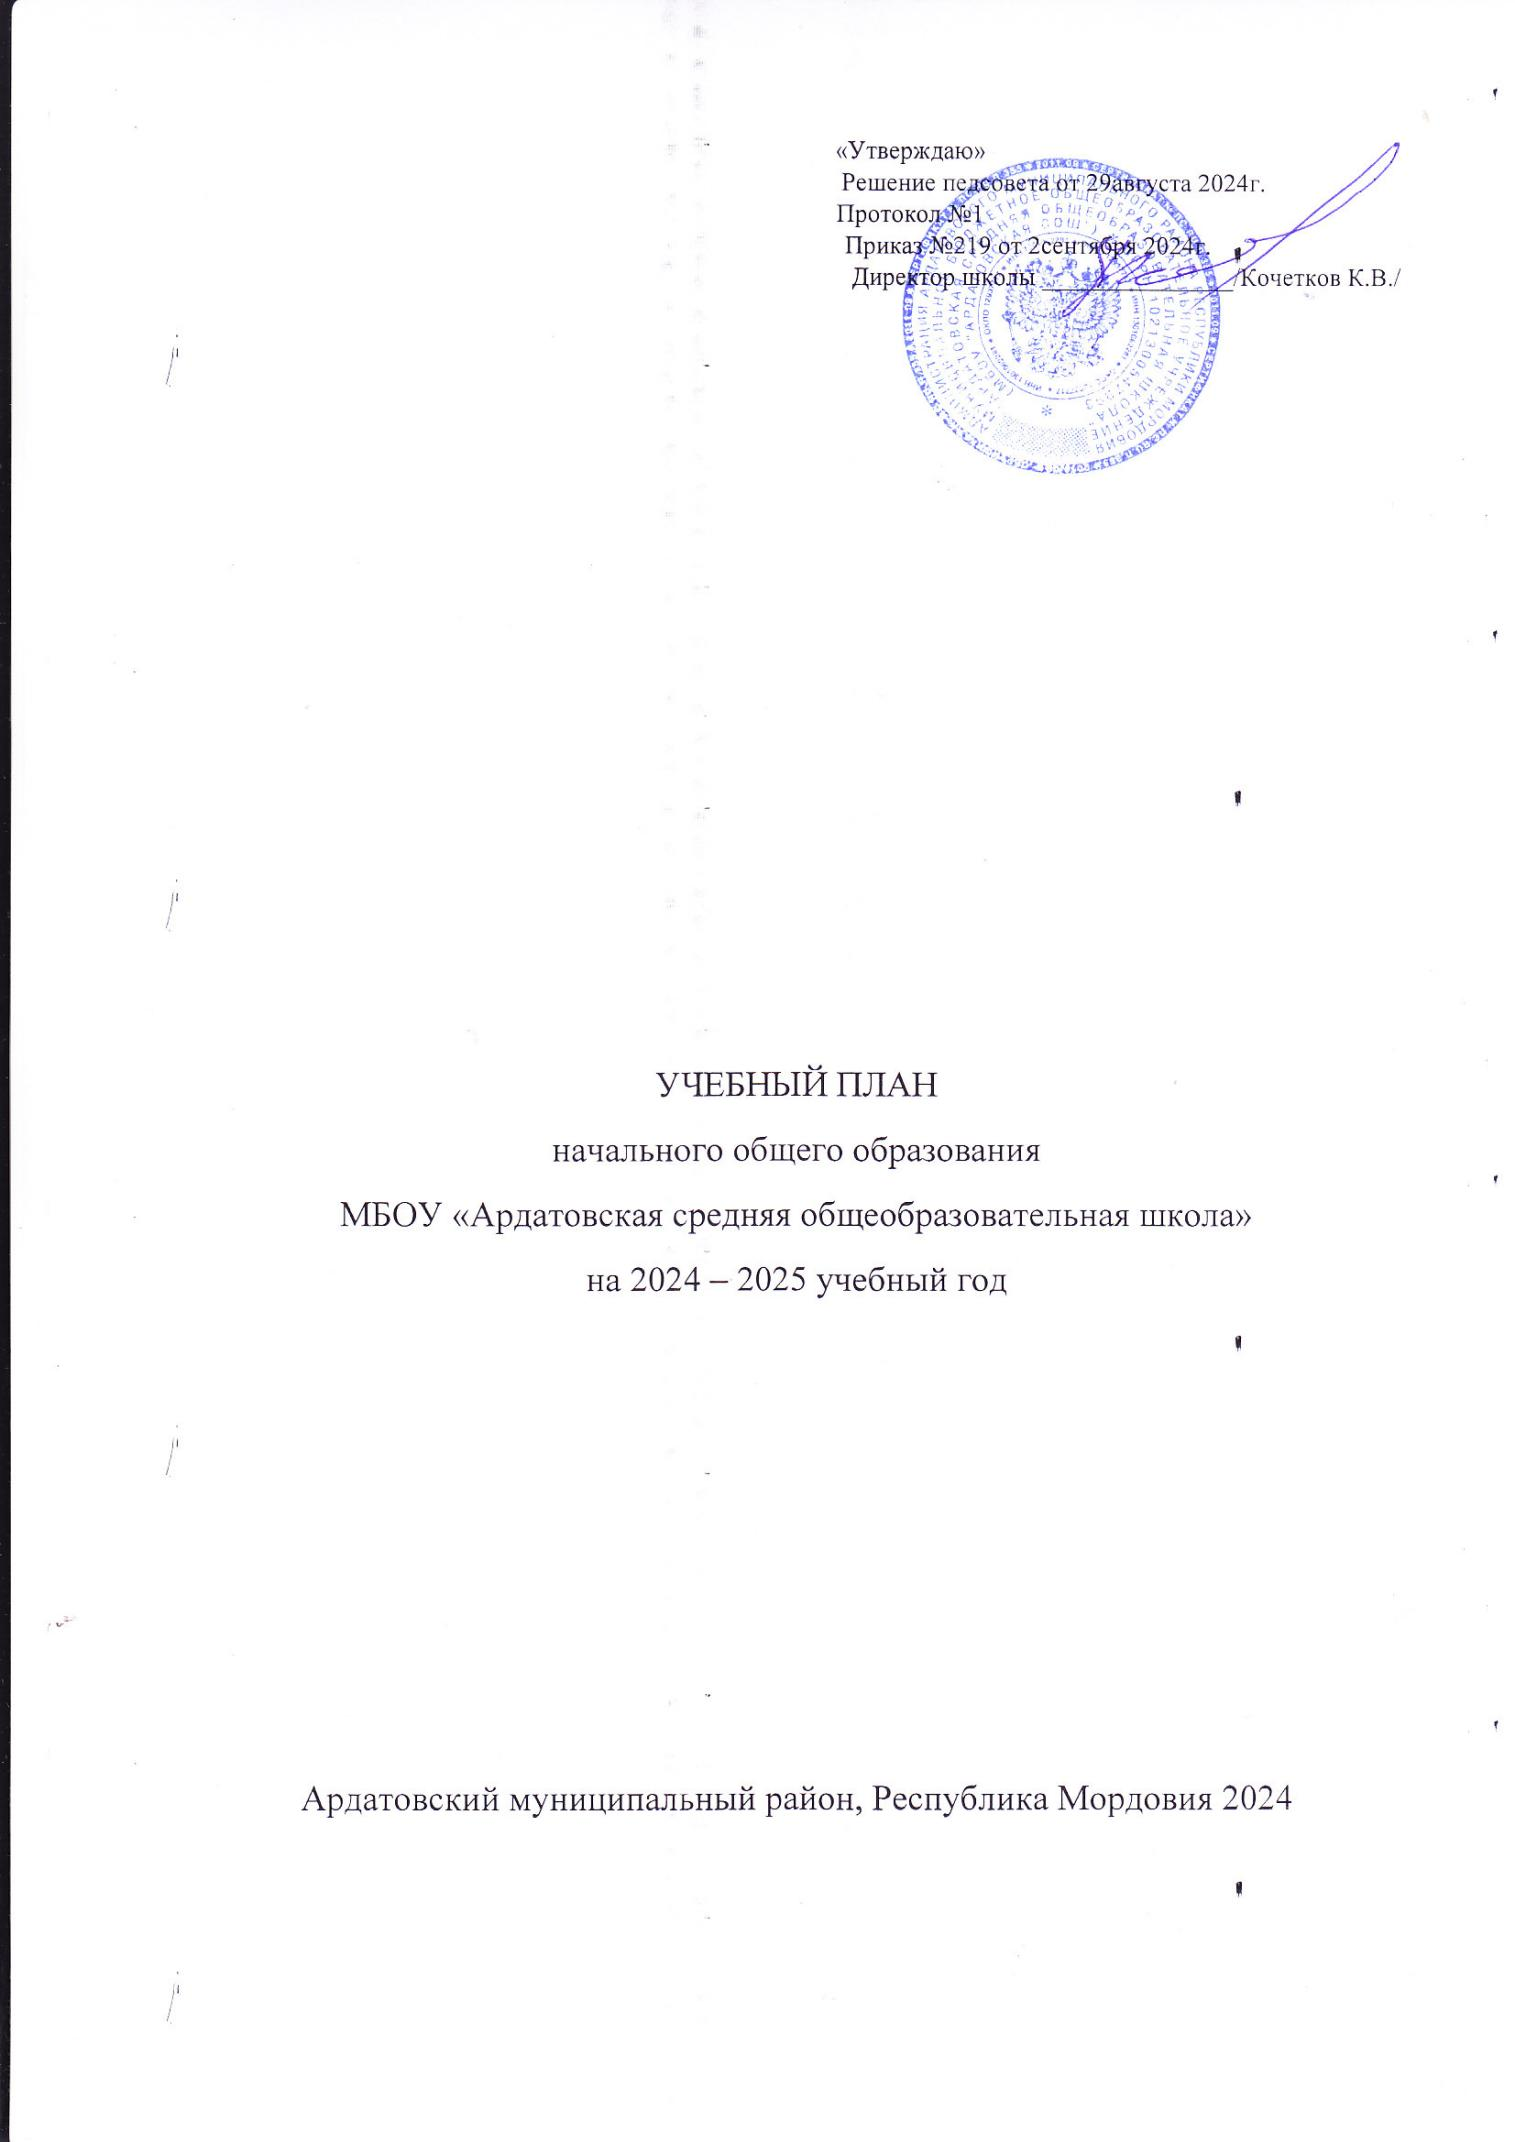 «Утверждаю»
Решение педсовета от 29августа 2024г.
Протокол №1
Приказ №219 от 2сентября 2024г.
Директор школы _______________/Кочетков К.В./
УЧЕБНЫЙ ПЛАН
начального общего образования
МБОУ «Ардатовская средняя общеобразовательная школа»
на 2024 – 2025 учебный год
Ардатовский муниципальный район, Республика Мордовия 2024